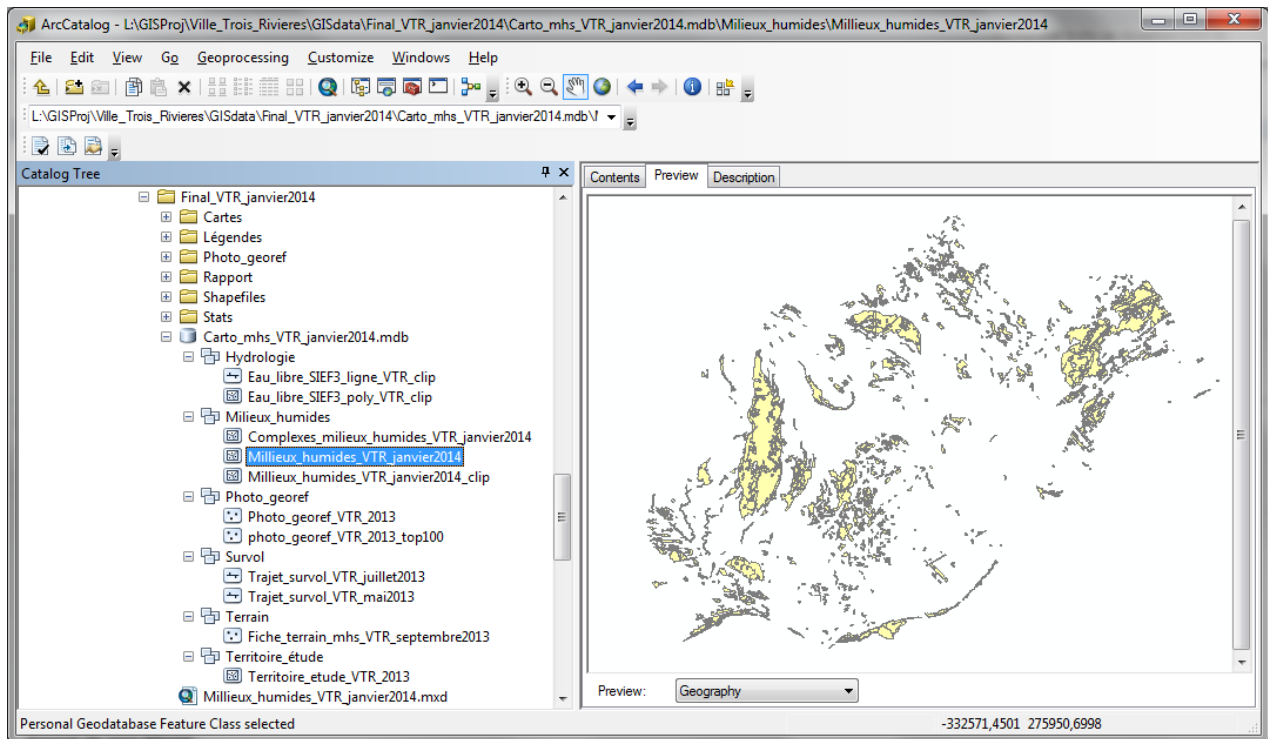 ArcCatalog - L:\GISProj\Ville_Trois_Rivieres\GISdata\Final_VTR_janvier2014\Carto_mhs_VTR_janvier2014.mdb\Milieux_humides\Millieux_humides_VTR_janvier2014
File Edit View Go Geoprocessing Customize Windows Help
L:\GISProj\Ville_Trois_Rivieres\GISdata\Final_VTR_janvier2014\Carto_mhs_VTR_janvier2014.mdb\
Catalog Tree
Final_VTR_janvier2014
Cartes
Légendes
Photo_georef
Rapport
Shapefiles
Stats
Carto_mhs_VTR_janvier2014.mdb
Hydrologie
Eau_libre_SIEF3_ligne_VTR_clip
Eau_libre_SIEF3_poly_VTR_clip
Milieux_humides
Complexes_milieux_humides_VTR_janvier2014
Millieux_humides_VTR_janvier2014
Millieux_humides_VTR_janvier2014_clip
Photo_georef
Photo_georef_VTR_2013
photo_georef_VTR_2013_top100
Survol
Trajet_survol_VTR_juillet2013
Trajet_survol_VTR_mai2013
Terrain
Fiche_terrain_mhs_VTR_septembre2013
Territoire_étude
Territoire_etude_VTR_2013
Millieux_humides_VTR_janvier2014.mxd
Contents Preview Description
Preview: Geography
Personal Geodatabase Feature Class selected
-332571,4501 275950,6998